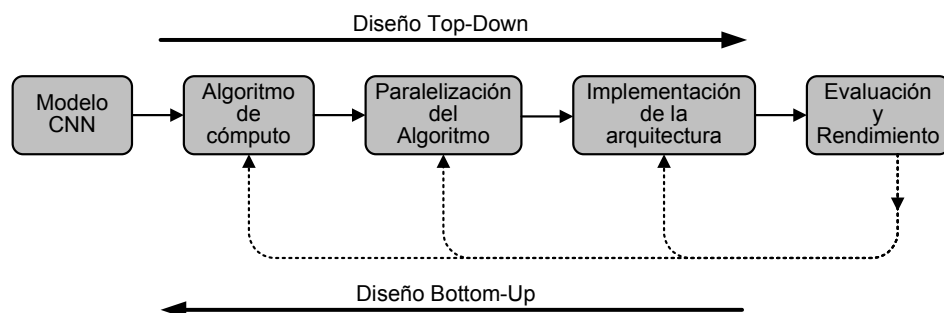 Diseño Top-Down
Modelo
CNN
Algoritmo
de
cómputo
Paralelización
del
Algoritmo
Implementación
de la
arquitectura
Evaluación
y
Rendimiento
Diseño Bottom-Up